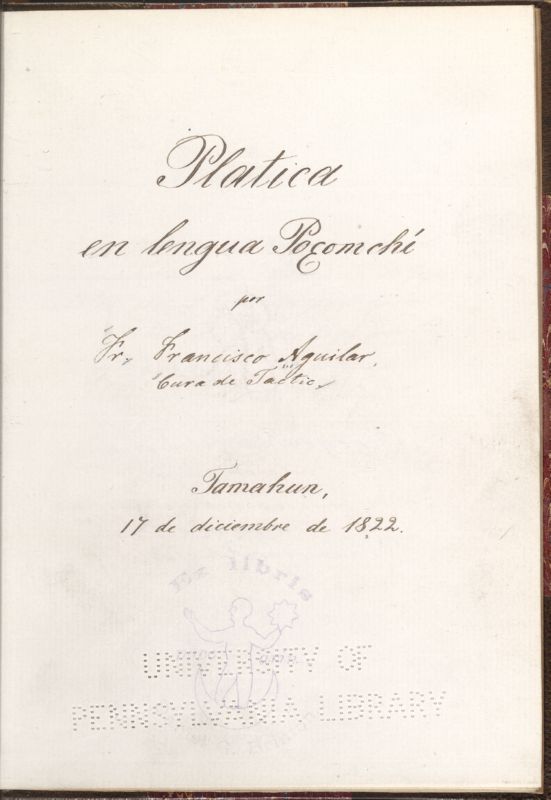 Platica
en lengua Pocomchí
por
Fr. Francisco Aguilar,
Cura de Tactic,
Tamahun,
17 de diciembre de 1822.
Ex libris
UNIVERSITY OF
PENNSYLVANIA LIBRARY